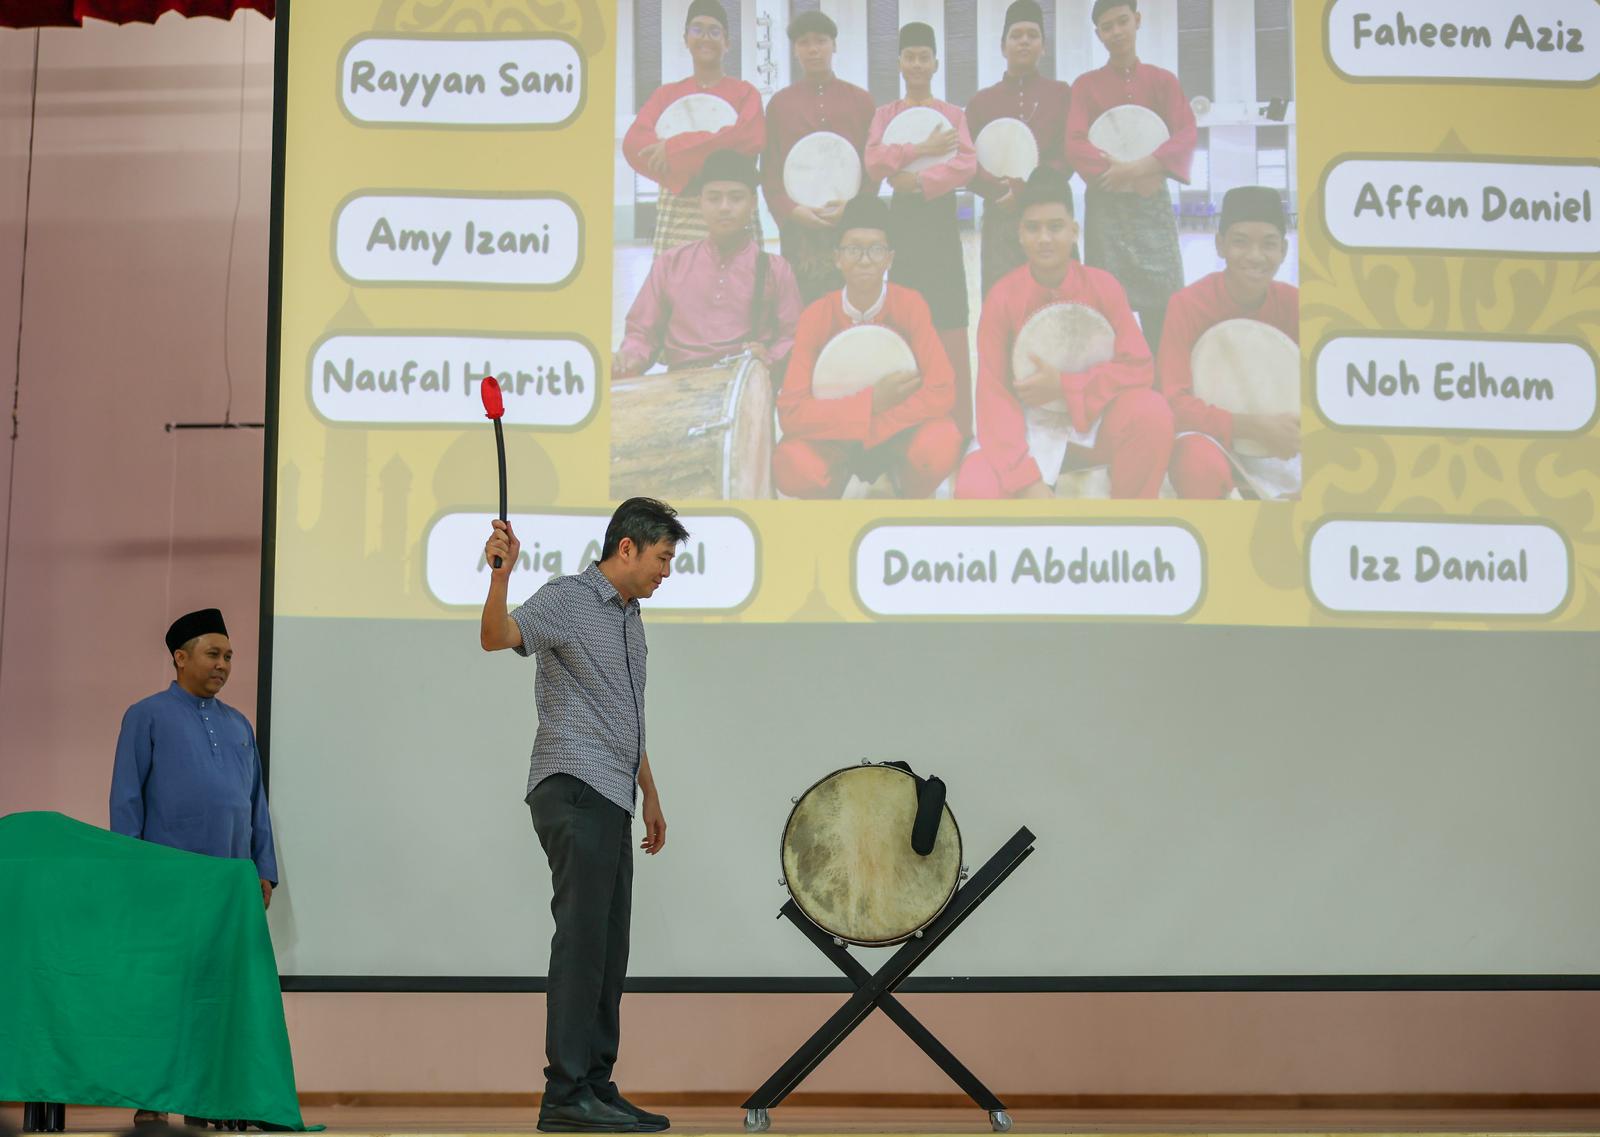 Rayyan Sani
Faheem Aziz
Amy Izani
Affan Daniel
Naufal Harith
Noh Edham
Danial Abdullah
Izz Danial